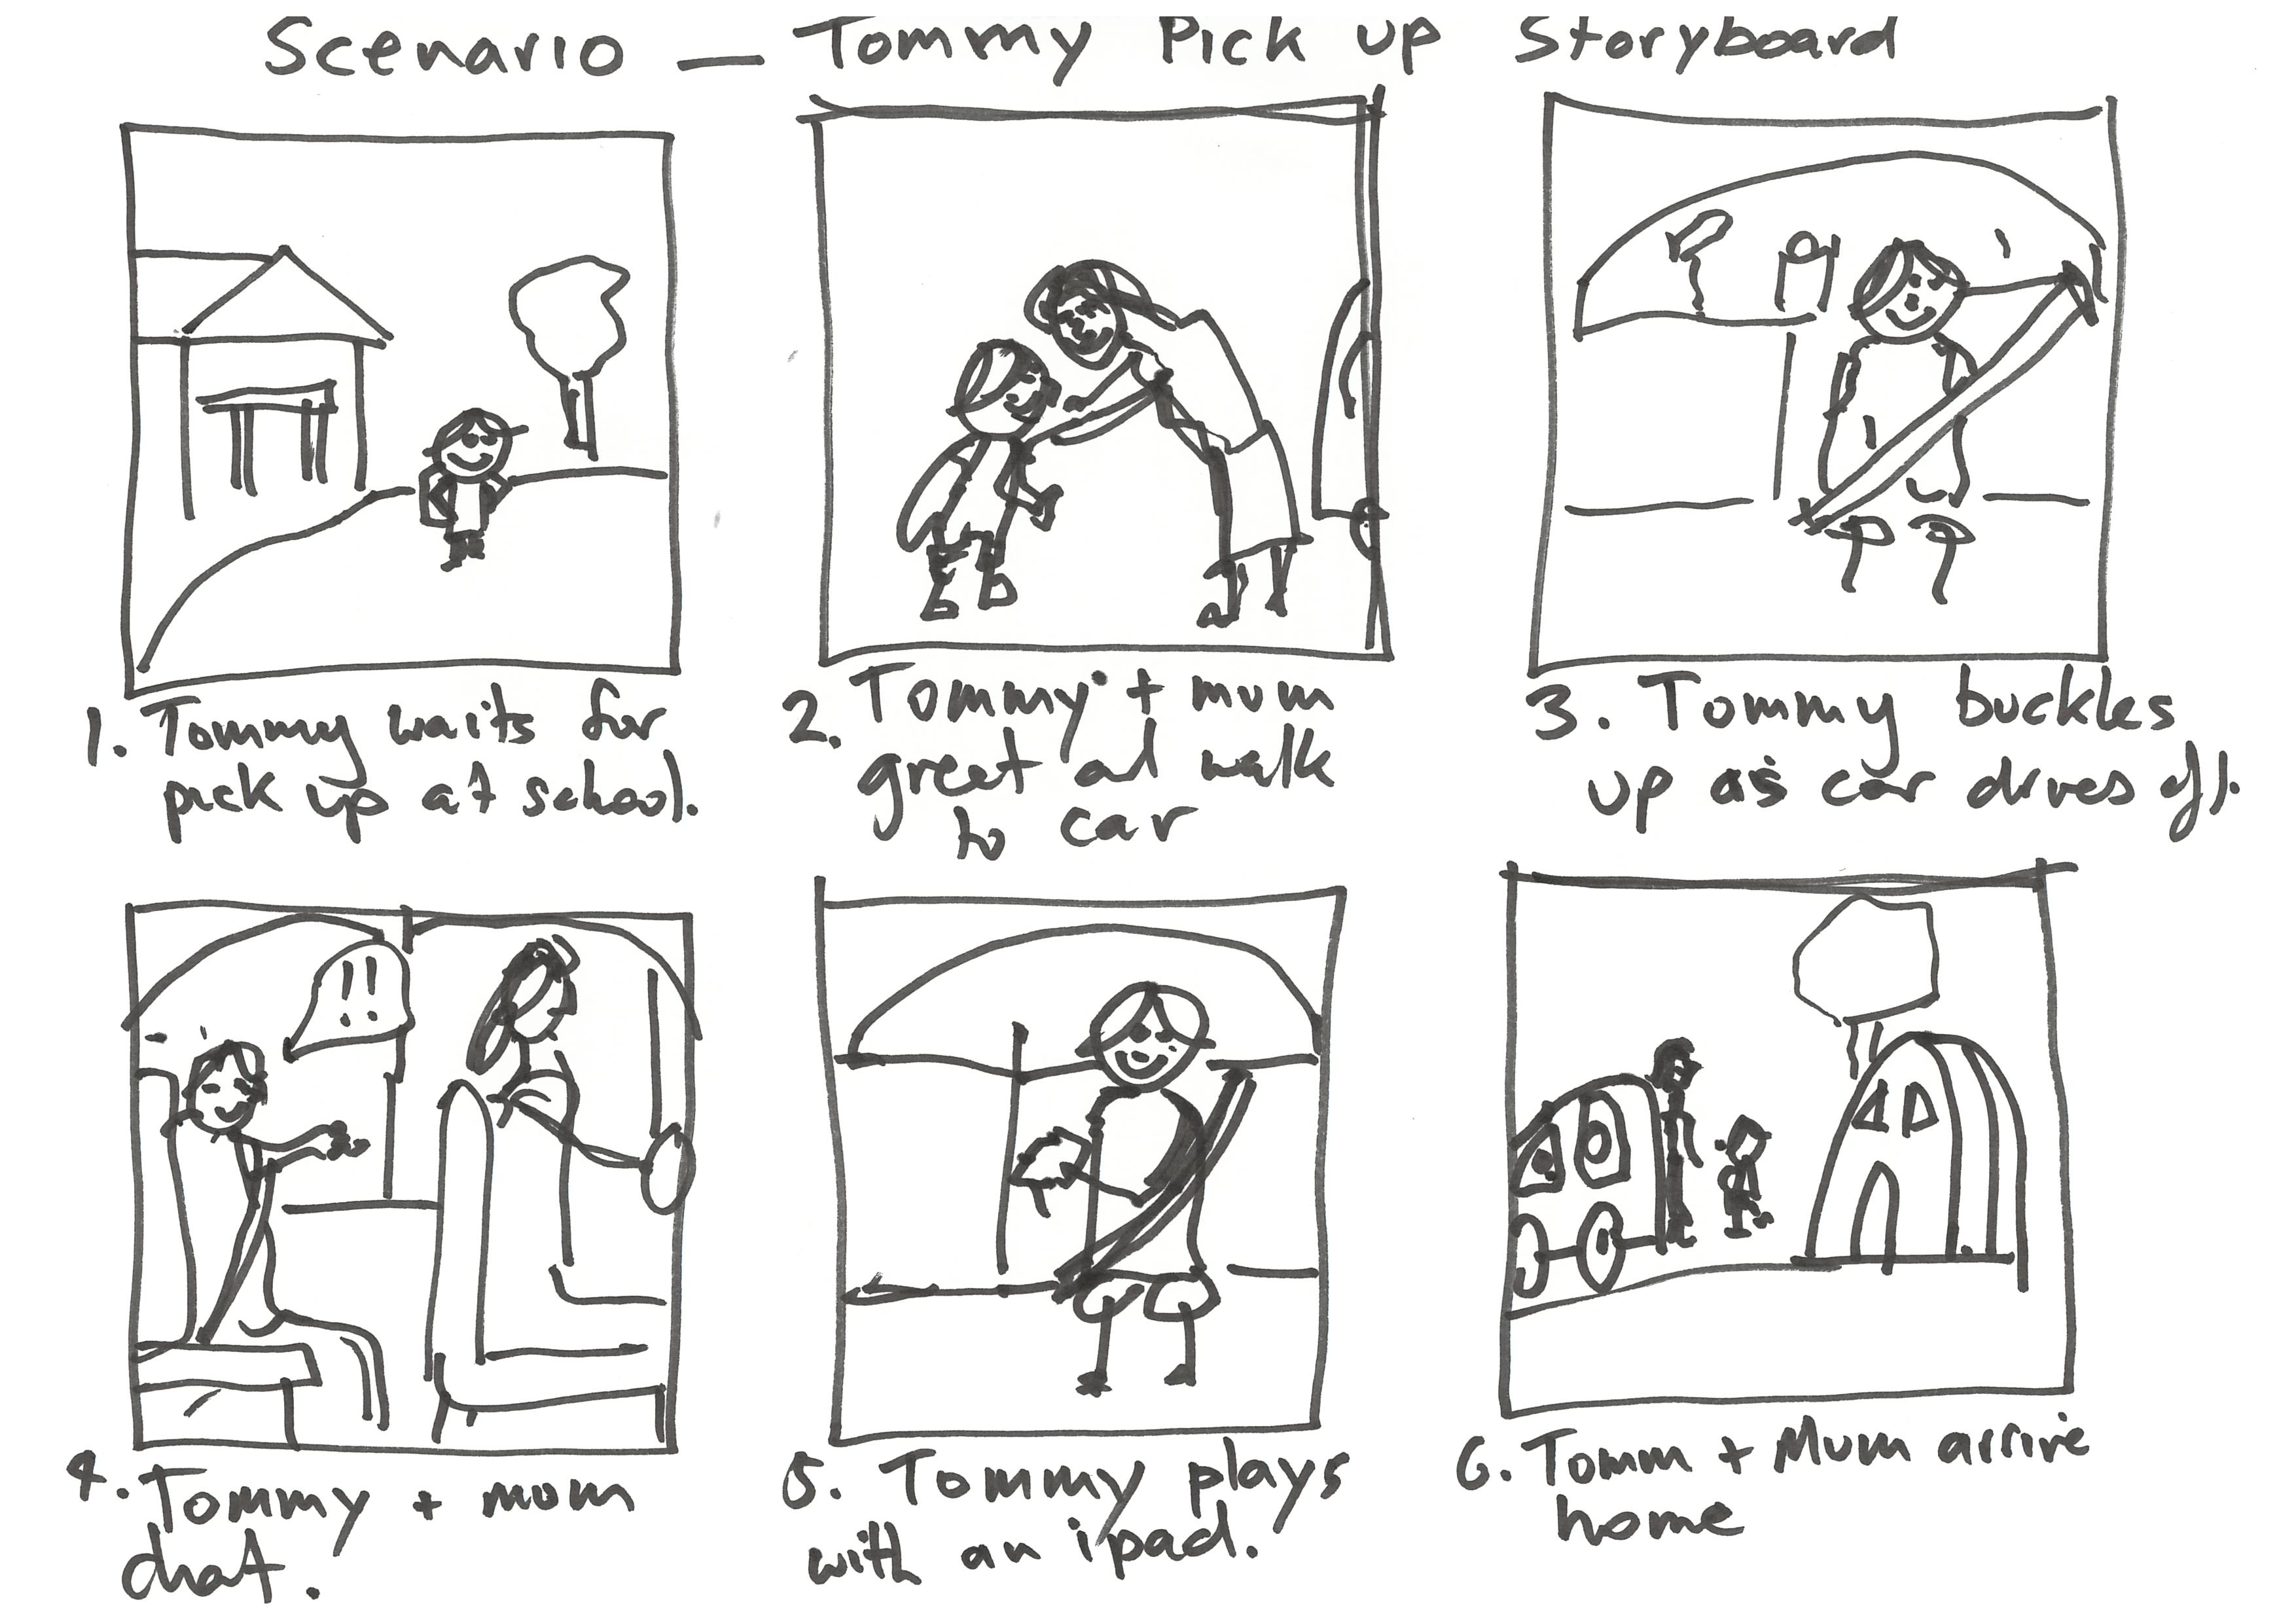 Scenario — Tommy Pick up Storyboard
1. Tommy waits for
pick up at school.
2. Tommy + mum
greet ad walk
to car
3. Tommy buckles
up as car drives off.
4. Tommy + mum
chat.
!!
5. Tommy plays
with an ipad.
6. Tomm + Mum arrive
home